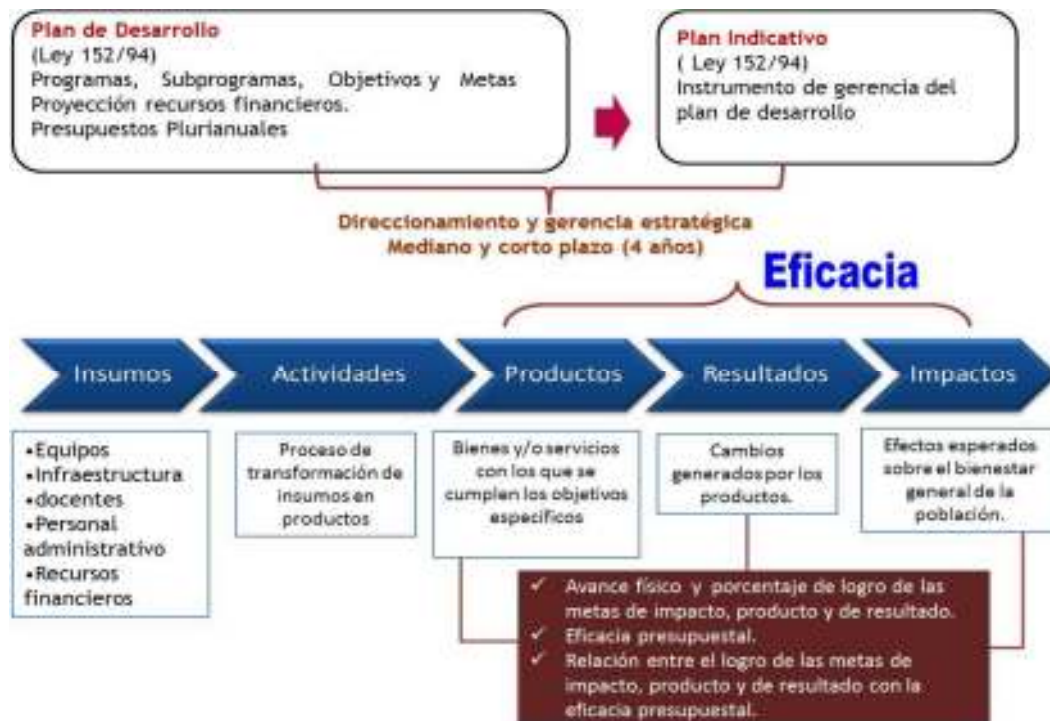 Plan de Desarrollo
(Ley 152/94)
Programas, Subprogramas, Objetivos y Metas
Proyección recursos financieros.
Presupuestos Plurianuales
Plan Indicativo
( Ley 152/94)
Instrumento de gerencia del
plan de desarrollo
Direccionamiento y gerencia estratégica
Mediano y corto plazo (4 años)
Eficacia
Insumos
Actividades
Productos
Resultados
Impactos
•Equipos
•Infraestructura
•docentes
•Personal
administrativo
•Recursos
financieros
Proceso de
transformación de
insumos en
productos
Bienes y/o servicios
con los que se
cumplen los objetivos
específicos
Cambios
generados por los
productos.
Efectos esperados
sobre el bienestar
general de la
población.
✓ Avance físico y porcentaje de logro de las
metas de impacto, producto y de resultado.
✓ Eficacia presupuestal.
✓ Relación entre el logro de las metas de
impacto, producto y de resultado con la
eficacia presupuestal.